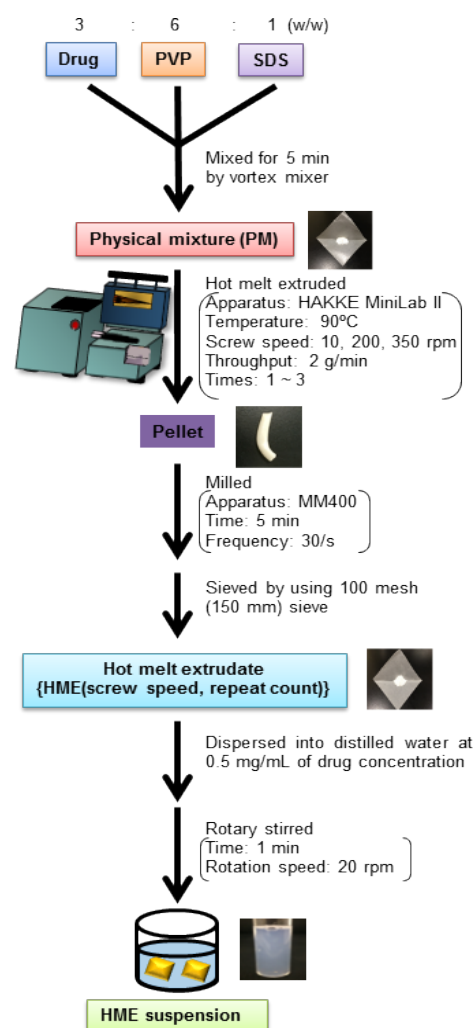 3 : 6 : 1 (w/w)
Drug PVP SDS
Mixed for 5 min
by vortex mixer
Physical mixture (PM)
Hot melt extruded
Apparatus: HAKKE MiniLab II
Temperature: 90ºC
Screw speed: 10, 200, 350 rpm
Throughput: 2 g/min
Times: 1 ~ 3
Pellet
Milled
Apparatus: MM400
Time: 5 min
Frequency: 30/s
Sieved by using 100 mesh
(150 mm) sieve
Hot melt extrudate
{HME(screw speed, repeat count)}
Dispersed into distilled water at
0.5 mg/mL of drug concentration
Rotary stirred
Time: 1 min
Rotation speed: 20 rpm
HME suspension